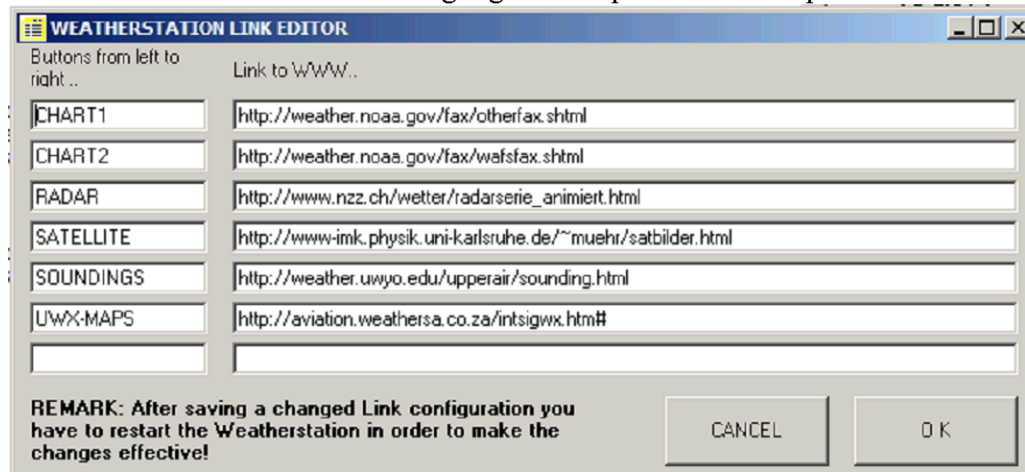 WEATHERSTATION LINK EDITOR
Buttons from left to
right ..
Link to WWW..
CHART1
http://weather.noaa.gov/fax/otherfax.shtml
CHART2
http://weather.noaa.gov/fax/wafsfax.shtml
RADAR
http://www.nzz.ch/wetter/radarserie_animiert.html
SATELLITE
http://www-imk.physik.uni-karlsruhe.de/~muehr/satbilder.html
SOUNDINGS
http://weather.uwyo.edu/upperair/sounding.html
UWX-MAPS
http://aviation.weathersa.co.za/intsigwx.htm#
REMARK: After saving a changed Link configuration you
have to restart the Weatherstation in order to make the
changes effective!
CANCEL
O K